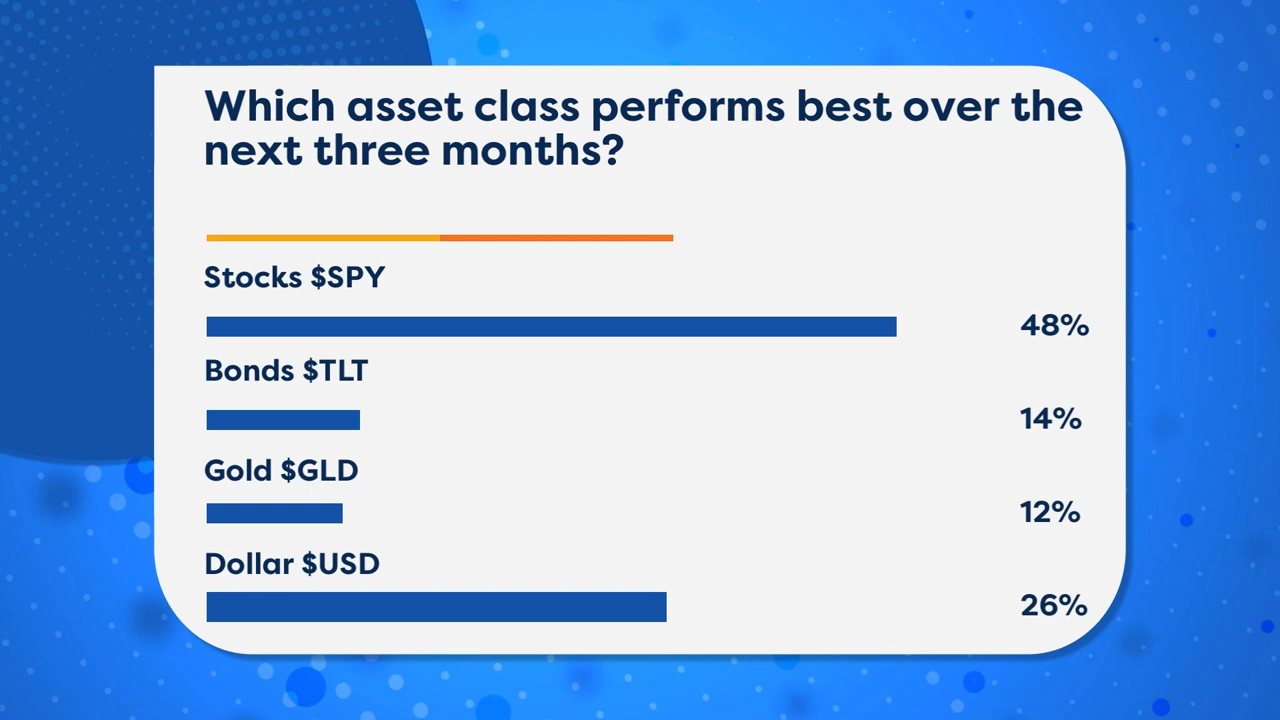 Which asset class performs best over the
next three months?
Stocks $SPY
48%
Bonds $TLT
14%
Gold $GLD
12%
Dollar $USD
26%